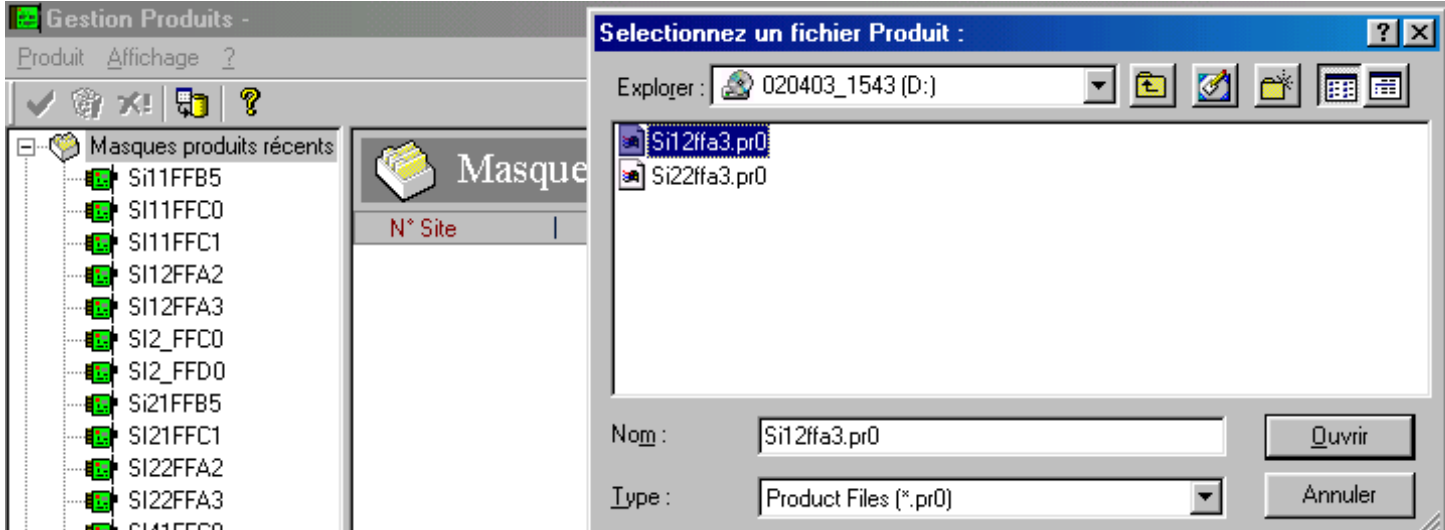 Gestion Produits -
Produit Affichage ?
Masques produits récents
Si11FFB5
SI11FFC0
SI11FFC1
SI12FFA2
SI12FFA3
SI2_FFC0
SI2_FFD0
Si21FFB5
SI21FFC1
SI22FFA2
SI22FFA3
Masque
N° Site
Selectionnez un fichier Produit :
Explorer : 020403_1543 (D:)
Si12ffa3.pr0
Si22ffa3.pr0
Nom : Si12ffa3.pr0
Ouvrir
Type : Product Files (*.pr0)
Annuler